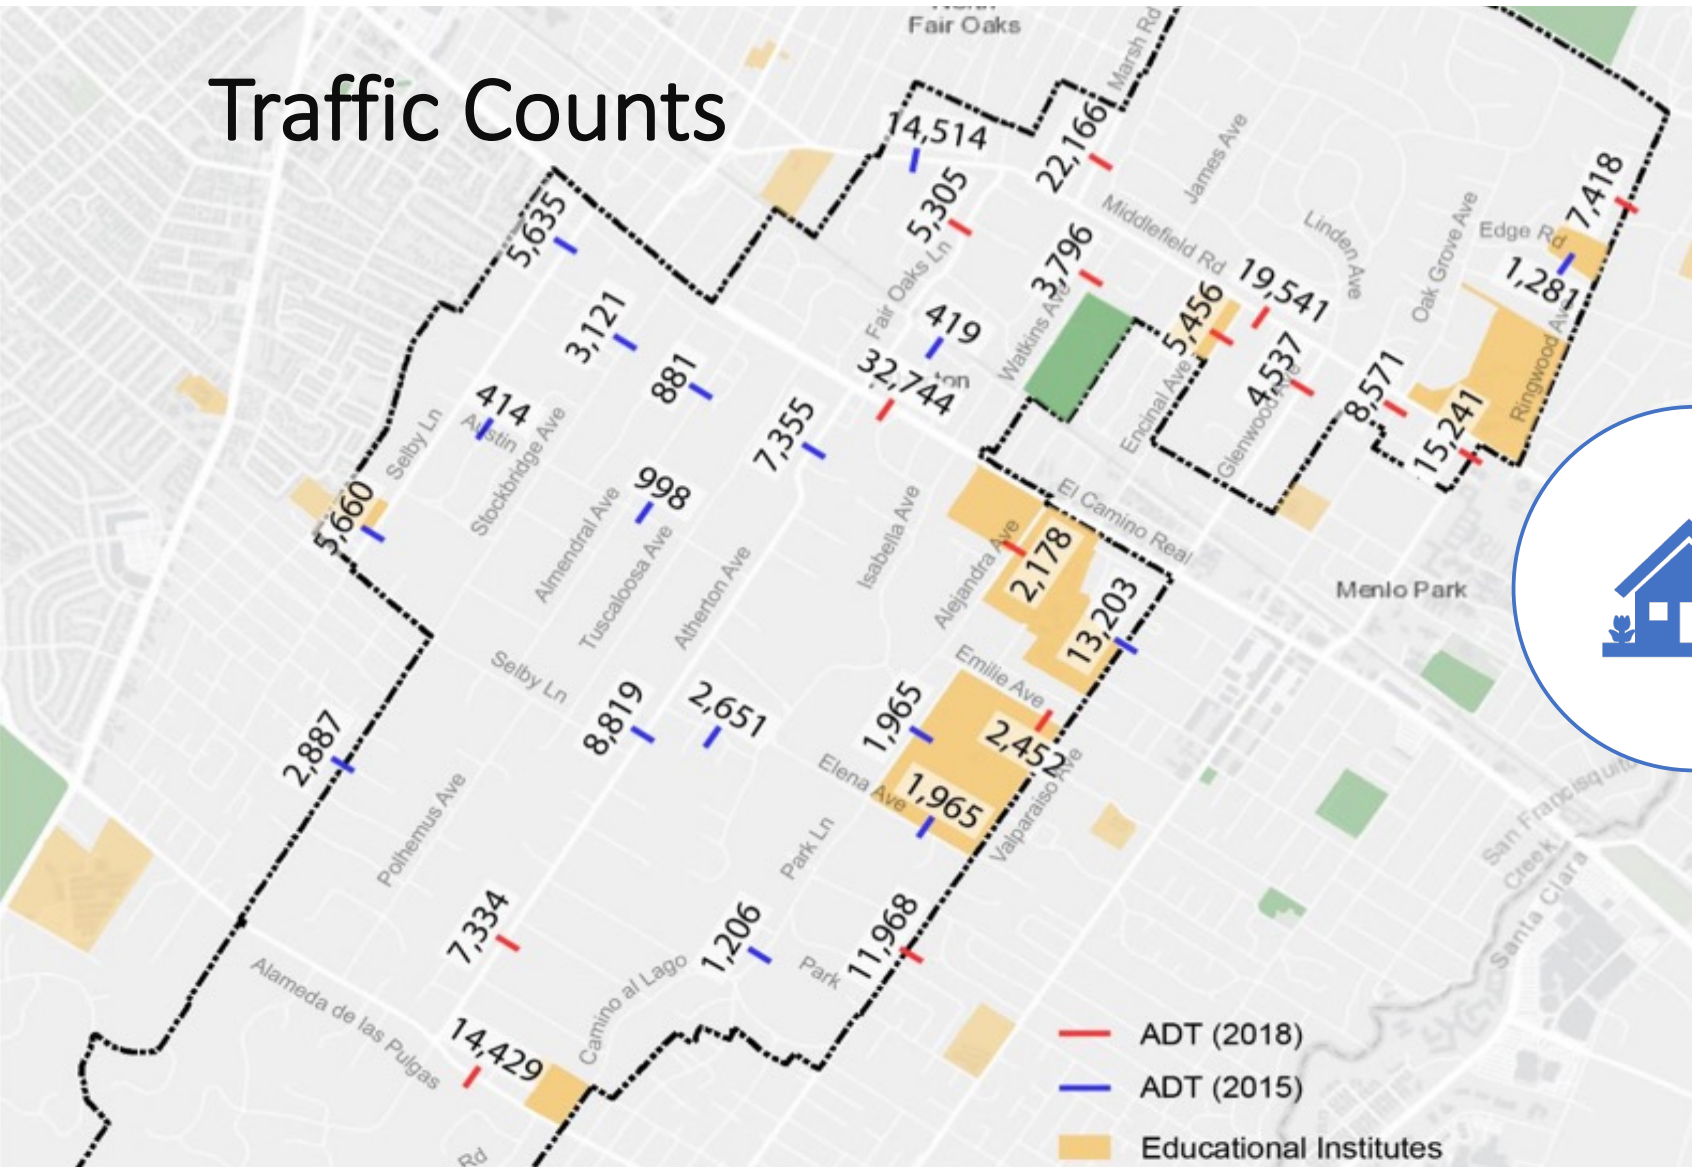 Fair Oaks
Marsh Rd
Traffic Counts
14,514
22,166
James Ave
5,305
7,418
5,635
Middlefield Rd
Linden Ave
Oak Grove Ave
Edge Rd
3,796
19,541
1,281
Fair Oaks Ln
3,121
419
Watkins Ave
5,456
881
32,744
4,537
8,571
Ringwood Ave
414
Austin
Selby Ln
Stockbridge Ave
7,355
Encinal Ave
Glenwood Ave
15,241
998
5,660
Almendral Ave
Tuscaloosa Ave
Atherton Ave
Isabella Ave
El Camino Real
Alejandra Ave
2,178
13,203
Menlo Park
Selby Ln
Emilie Ave
8,819
2,651
1,965
2,452
2,887
Elena Ave
1,965
Valparaiso Ave
San Francisquito
Creek
Polhemus Ave
Park Ln
Santa Clara
7,334
1,206
11,968
Park
Alameda de las Pulgas
Camino al Lago
14,429
ADT (2018)
ADT (2015)
Educational Institutes
Rd